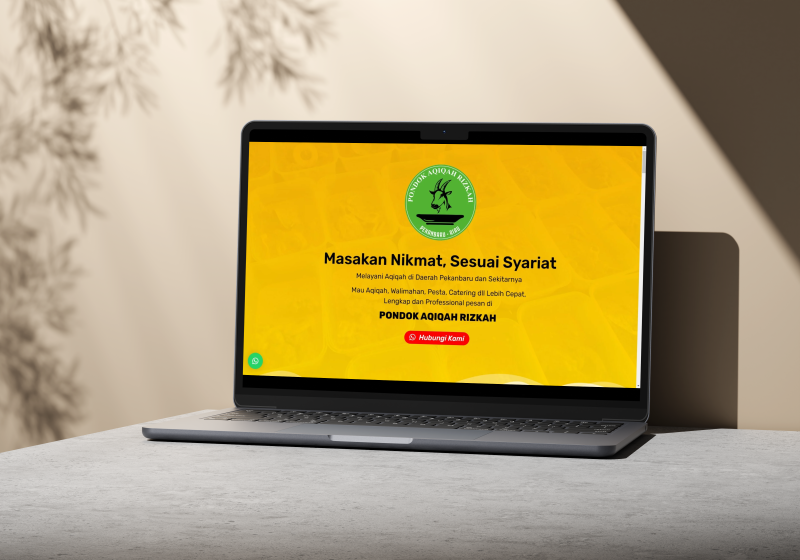 PONDOK AQIQAH RIZKAH
PEKANBARU - RIAU
Masakan Nikmat, Sesuai Syariat
Melayani Aqiqah di Daerah Pekanbaru dan Sekitarnya
Mau Aqiqah, Walimahan, Pesta, Catering dll Lebih Cepat,
Lengkap dan Professional pesan di
PONDOK AQIQAH RIZKAH
Hubungi Kami